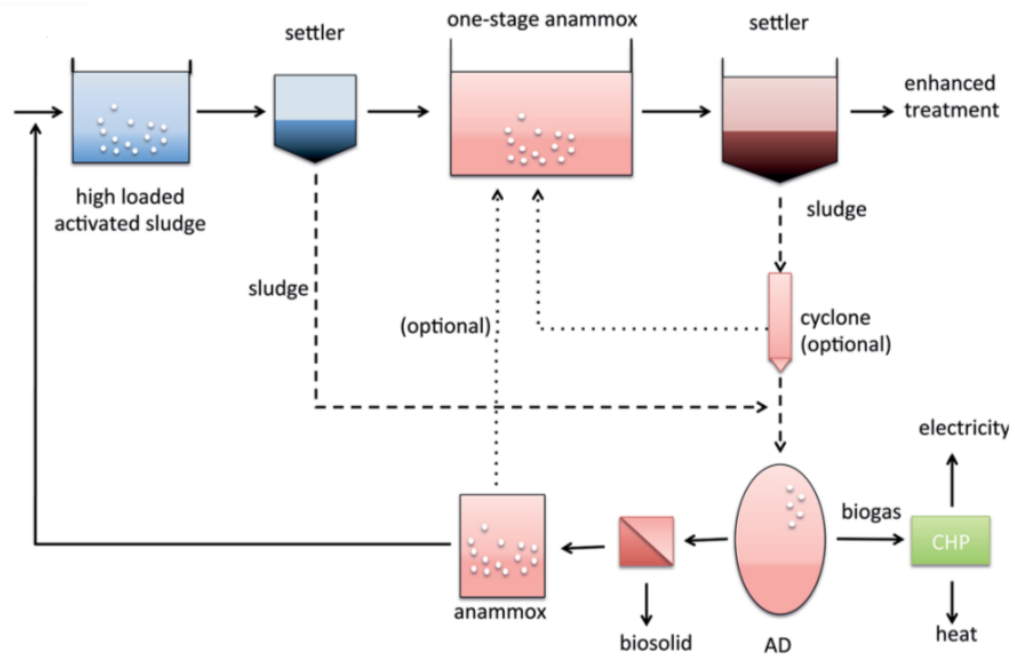 settler
one-stage anammox
settler
enhanced
treatment
high loaded
activated sludge
sludge
sludge
(optional)
cyclone
(optional)
electricity
biogas
CHP
anammox
biosolid
AD
heat